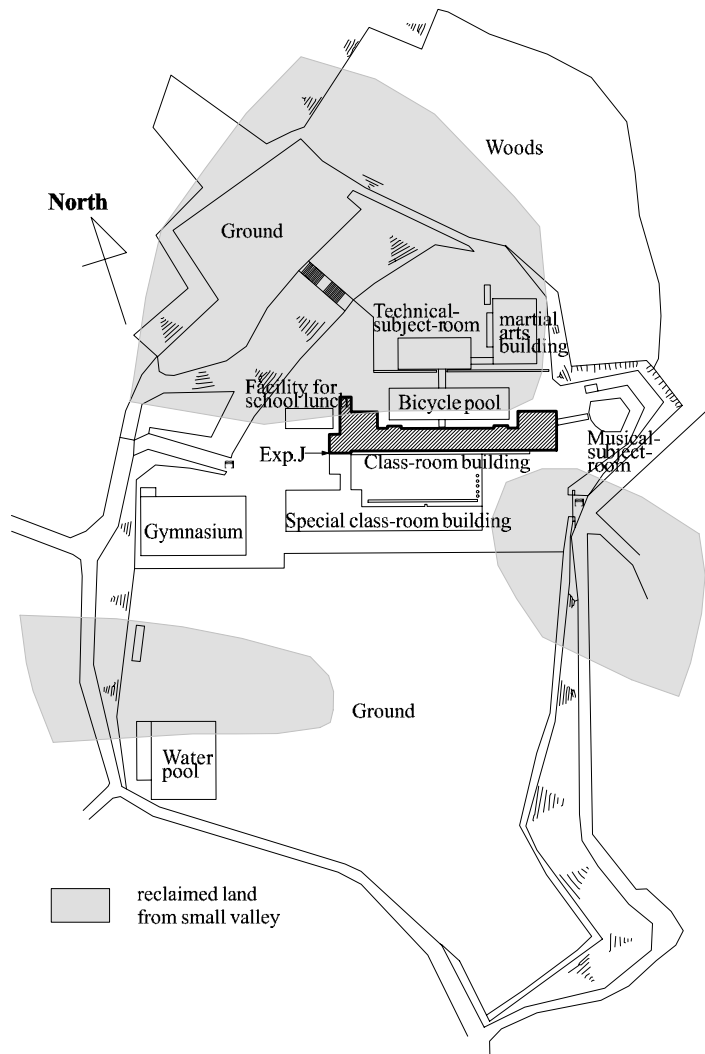 Woods
North
Ground
Technical-
subject-room
martial
arts
building
Facility for
school lunch
Bicycle pool
Musical-
subject-
room
Exp.J
Class-room building
Special class-room building
Gymnasium
Ground
Water
pool
reclaimed land
from small valley